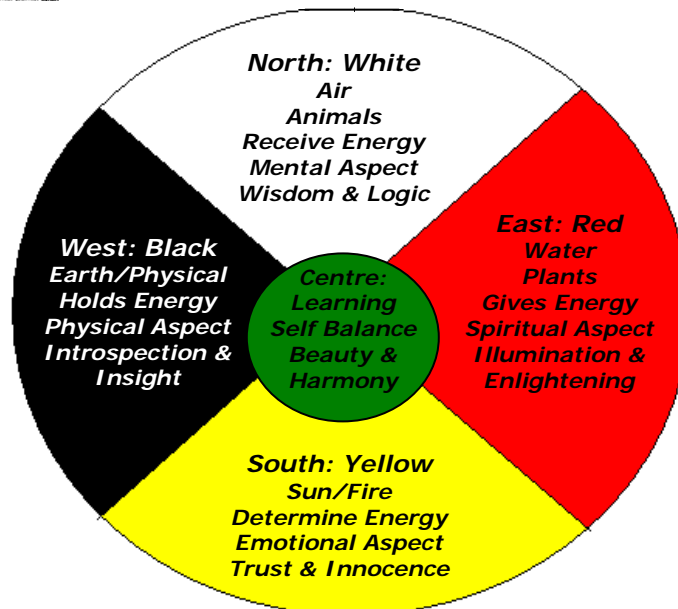 North: White
Air
Animals
Receive Energy
Mental Aspect
Wisdom & Logic
West: Black
Earth/Physical
Holds Energy
Physical Aspect
Introspection &
Insight
Centre:
Learning
Self Balance
Beauty &
Harmony
East: Red
Water
Plants
Gives Energy
Spiritual Aspect
Illumination &
Enlightening
South: Yellow
Sun/Fire
Determine Energy
Emotional Aspect
Trust & Innocence